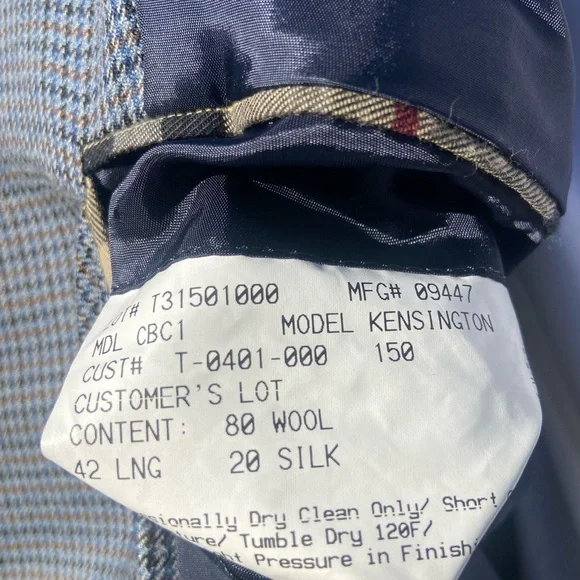 LOT# T31501000 MFG# 09447
MDL CBC1 MODEL KENSINGTON
CUST# T-0401-000 150
CUSTOMER'S LOT
CONTENT: 80 WOOL
42 LNG 20 SILK
Dry Clean Only/ Short
Tumble Dry 120F/
Pressure in